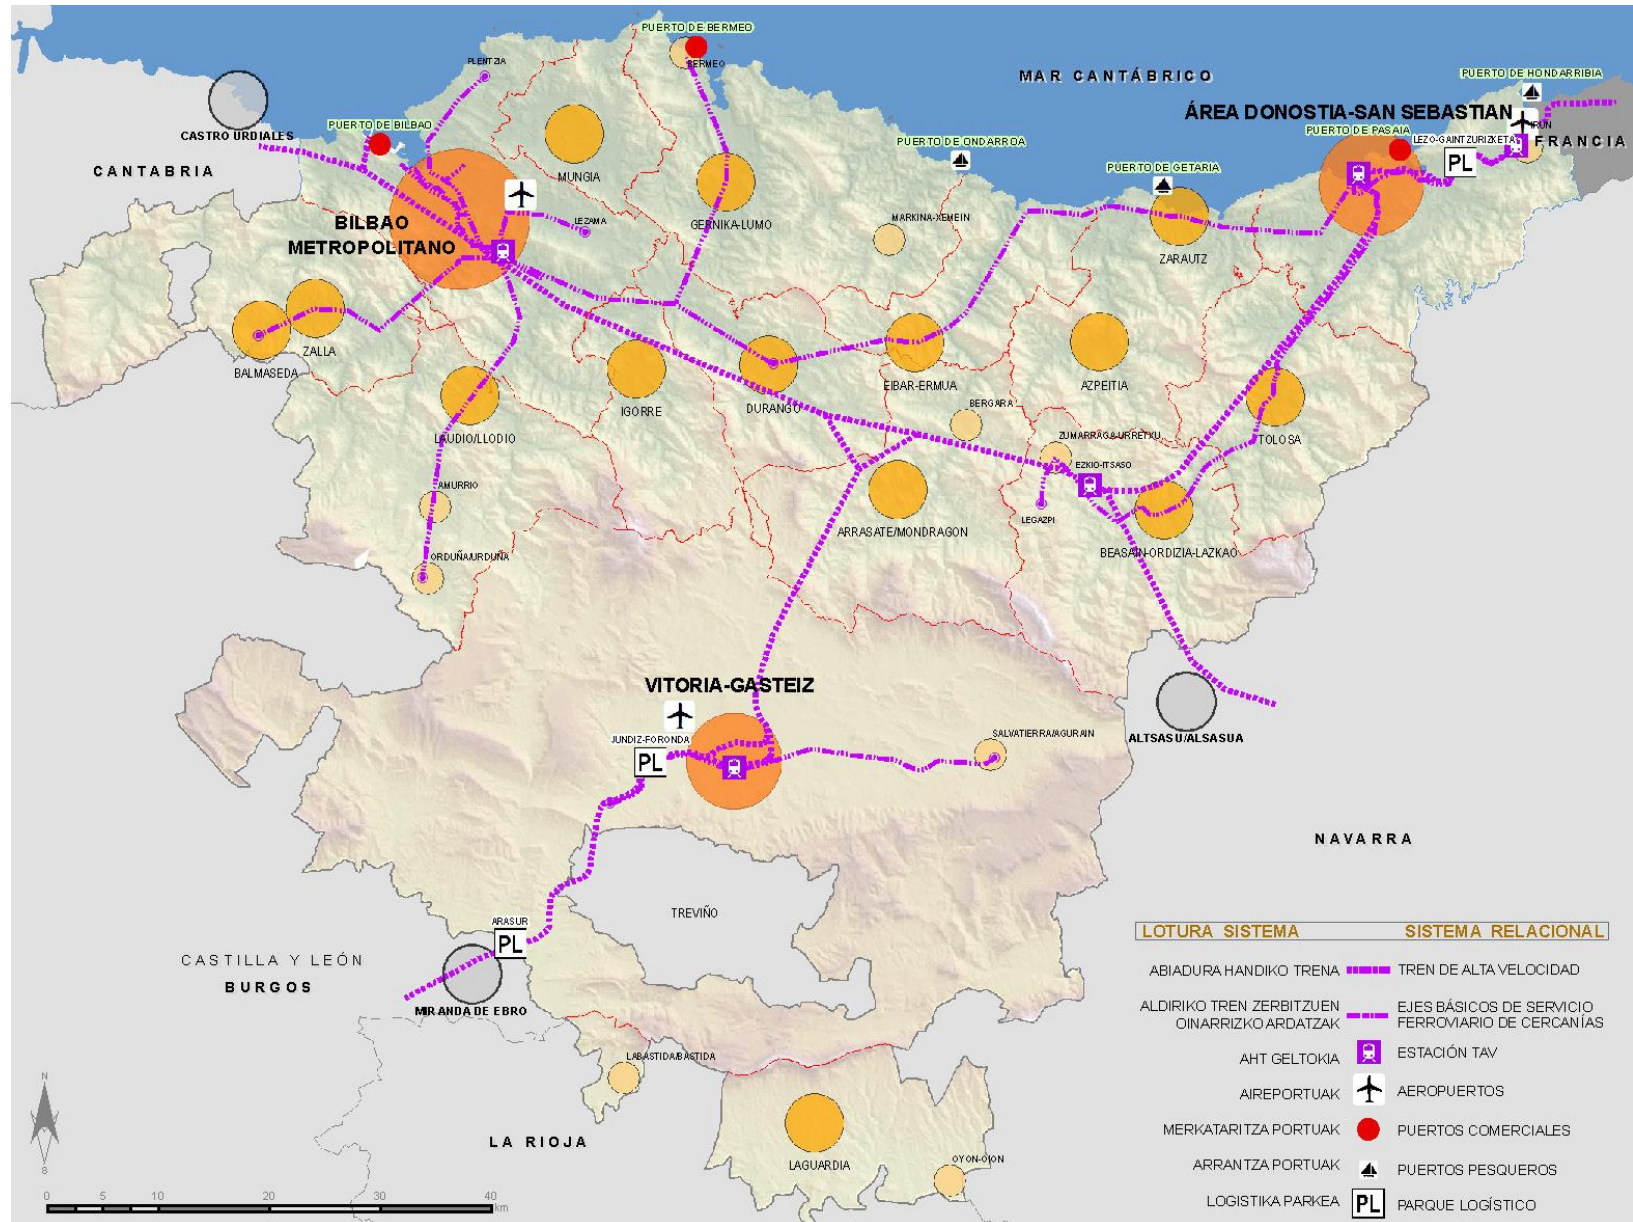 PUERTO DE BERMEO
BERMEO
PLENTZIA
MAR CANTÁBRICO
PUERTO DE HONDARRIBIA
ÁREA DONOSTIA-SAN SEBASTIAN
CASTRO URDIALES
PUERTO DE BILBAO
PUERTO DE PASAIA
LEZO-GAINTZURIZKETA
IRUN
FRANCIA
PUERTO DE ONDARROA
PUERTO DE GETARIA
CANTABRIA
MUNGIA
BILBAO
METROPOLITANO
LEZAMA
GERNIKA-LUMO
MARKINA-XEMEIN
ZARAUTZ
ZALLA
BALMASEDA
LAUDIO/LLODIO
IGORRE
DURANGO
EIBAR-ERMUA
AZPEITIA
BERGARA
TOLOSA
ZUMARRAGA-URRETXU
EZKIO-ITSASO
AMURRIO
LEGAZPI
ARRASATE/MONDRAGON
BEASAIN-ORDIZIA-LAZKAO
ORDUÑA/URDUÑA
VITORIA-GASTEIZ
JUNDIZ-FORONDA
PL
PL
SALVATIERRA/AGURAIN
ALTSASU/ALSASUA
NAVARRA
TREVIÑO
ARASUR
PL
CASTILLA Y LEÓN
BURGOS
MIRANDA DE EBRO
LABASTIDA/BASTIDA
LA RIOJA
LAGUARDIA
OYON-OION
LOTURA SISTEMA SISTEMA RELACIONAL
ABIADURA HANDIKO TRENA TREN DE ALTA VELOCIDAD
ALDIRIKO TREN ZERBITZUEN
OINARRIZKO ARDATZAK
EJES BÁSICOS DE SERVICIO
FERROVIARIO DE CERCANÍAS
AHT GELTOKIA ESTACIÓN TAV
AIREPORTUAK AEROPUERTOS
MERKATARITZA PORTUAK PUERTOS COMERCIALES
ARRANTZA PORTUAK PUERTOS PESQUEROS
LOGISTIKA PARKEA PL PARQUE LOGÍSTICO
N
S
0 5 10 20 30 40
km